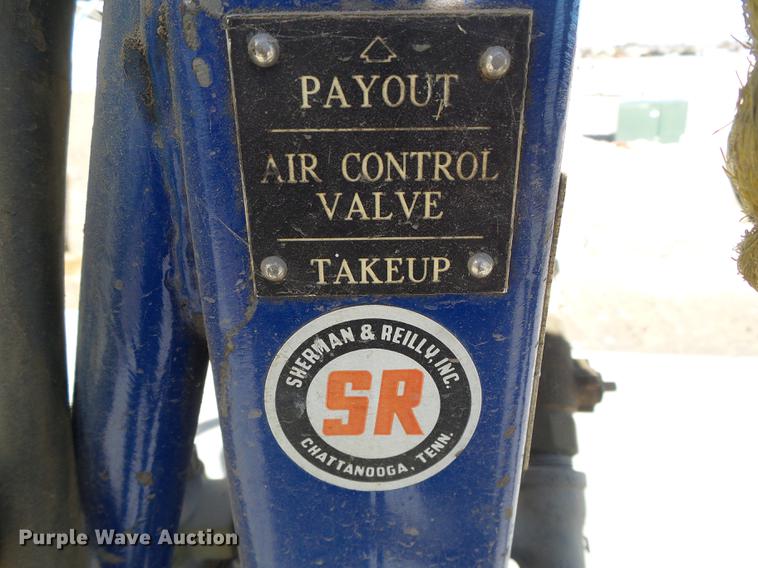 PAYOUT
AIR CONTROL
VALVE
TAKEUP
SHERMAN & REILLY, INC.
SR
CHATTANOOGA, TENN.
Purple Wave Auction